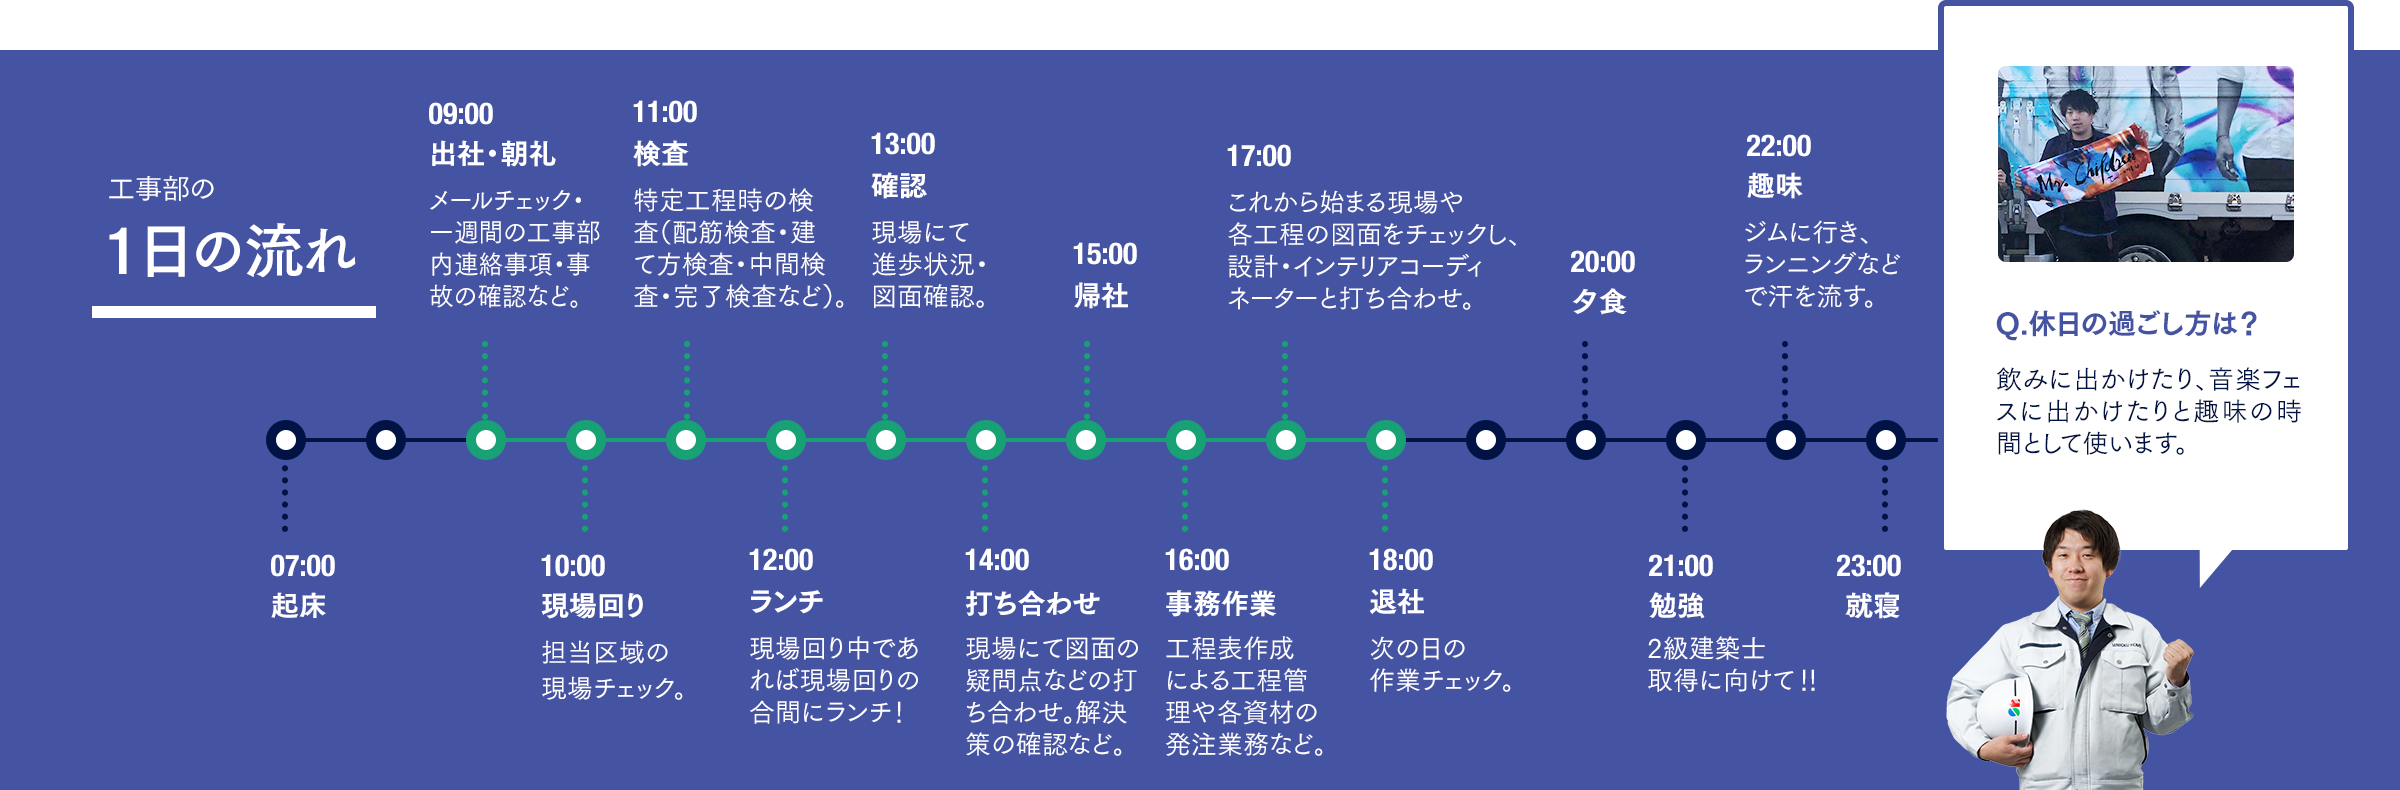 工事部の
1日の流れ
09:00
出社・朝礼
メールチェック・
一週間の工事部
内連絡事項・事
故の確認など。
11:00
検査
特定工程時の検
査（配筋検査・建
て方検査・中間検
査・完了検査など）。
13:00
確認
現場にて
進歩状況・
図面確認。
15:00
帰社
17:00
これから始まる現場や
各工程の図面をチェックし、
設計・インテリアコーディ
ネーターと打ち合わせ。
20:00
夕食
22:00
趣味
ジムに行き、
ランニングなど
で汗を流す。
07:00
起床
10:00
現場回り
担当区域の
現場チェック。
12:00
ランチ
現場回り中であ
れば現場回りの
合間にランチ！
14:00
打ち合わせ
現場にて図面の
疑問点などの打
ち合わせ。解決
策の確認など。
16:00
事務作業
工程表作成
による工程管
理や各資材の
発注業務など。
18:00
退社
次の日の
作業チェック。
21:00
勉強
2級建築士
取得に向けて!!
23:00
就寝
Mr. Children
Q.休日の過ごし方は？
飲みに出かけたり、音楽フェ
スに出かけたりと趣味の時
間として使います。